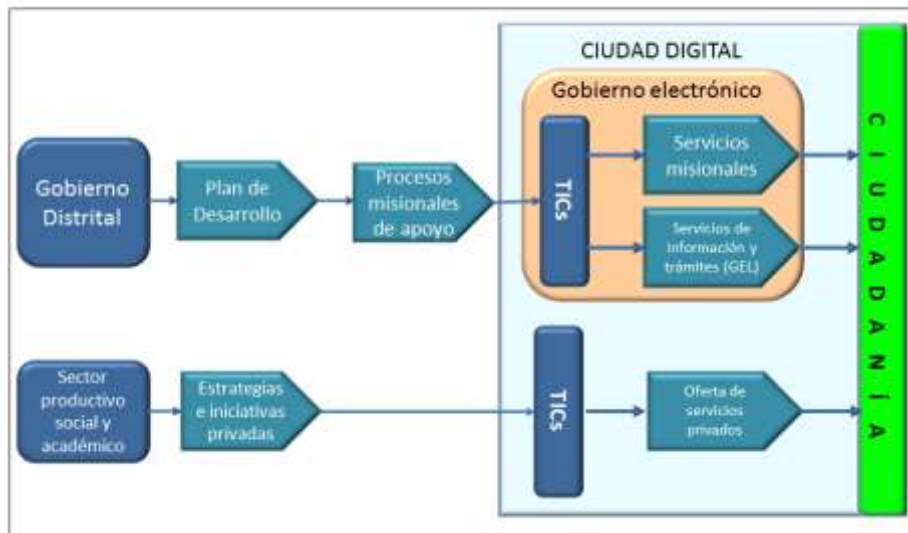 CIUDAD DIGITAL
Gobierno electrónico
Gobierno
Distrital
Plan de
Desarrollo
Procesos
misionales
de apoyo
TICs
Servicios
misionales
Servicios de
Información y
trámites (GEL)
Sector
productivo
social y
académico
Estrategias
e iniciativas
privadas
TICs
Oferta de
servicios
privados
CIUDADANÍA